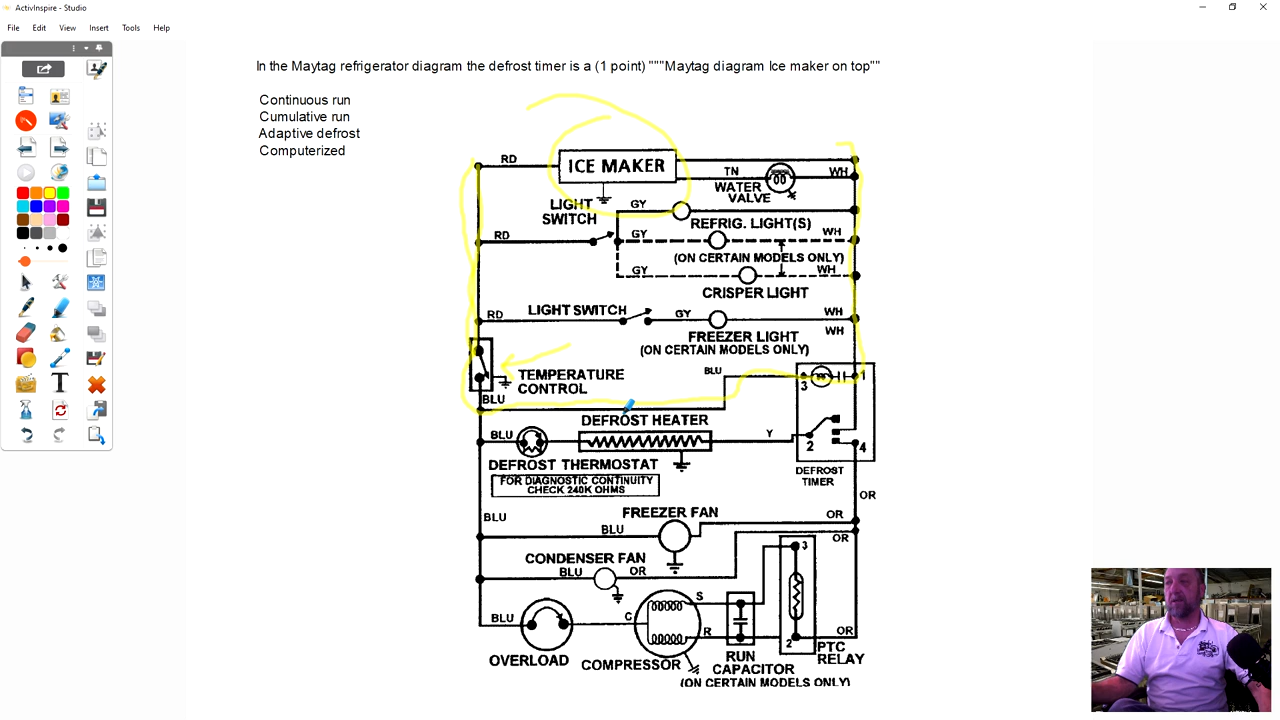 ActivInspire - Studio
File Edit View Insert Tools Help
In the Maytag refrigerator diagram the defrost timer is a (1 point) """Maytag diagram Ice maker on top""
Continuous run
Cumulative run
Adaptive defrost
Computerized
RD
ICE MAKER
TN
WH
WATER
VALVE
LIGHT
SWITCH
GY
REFRIG. LIGHT(S)
RD
GY
WH
(ON CERTAIN MODELS ONLY)
GY
WH
CRISPER LIGHT
LIGHT SWITCH
RD
GY
WH
WH
FREEZER LIGHT
(ON CERTAIN MODELS ONLY)
TEMPERATURE
CONTROL
BLU
3
1
BLU
DEFROST HEATER
BLU
Y
2
4
DEFROST THERMOSTAT
DEFROST
TIMER
FOR DIAGNOSTIC CONTINUITY
CHECK 240K OHMS
OR
BLU
FREEZER FAN
BLU
OR
OR
CONDENSER FAN
BLU
OR
3
BLU
C
S
R
2
OR
OVERLOAD
COMPRESSOR
RUN
CAPACITOR
(ON CERTAIN MODELS ONLY)
PTC
RELAY